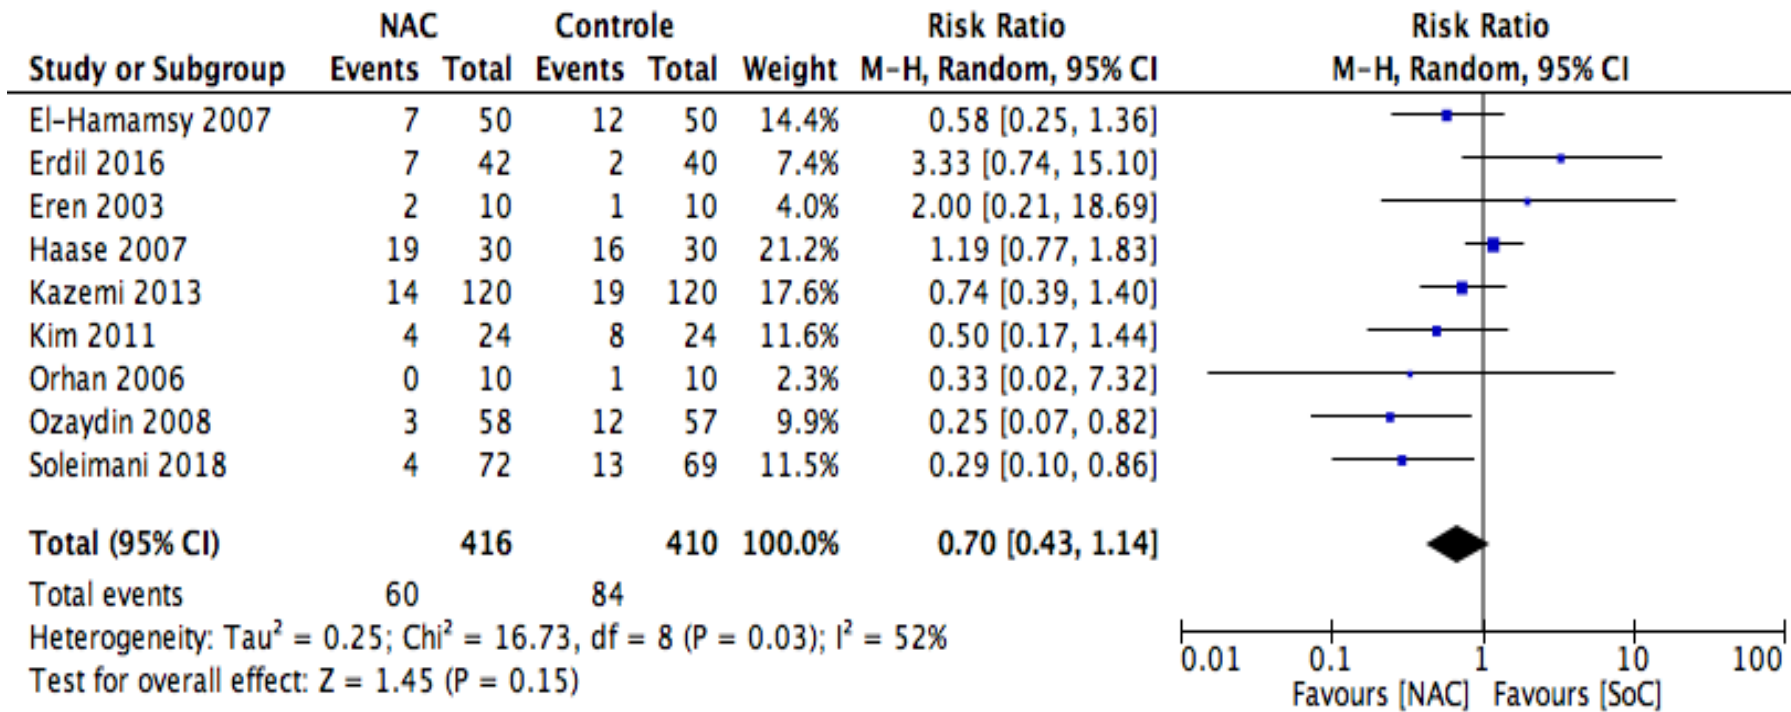 NAC Controle Risk Ratio Risk Ratio
Study or Subgroup Events Total Events Total Weight M-H, Random, 95% CI M-H, Random, 95% CI
El-Hamamsy 2007 7 50 12 50 14.4% 0.58 [0.25, 1.36]
Erdil 2016 7 42 2 40 7.4% 3.33 [0.74, 15.10]
Eren 2003 2 10 1 10 4.0% 2.00 [0.21, 18.69]
Haase 2007 19 30 16 30 21.2% 1.19 [0.77, 1.83]
Kazemi 2013 14 120 19 120 17.6% 0.74 [0.39, 1.40]
Kim 2011 4 24 8 24 11.6% 0.50 [0.17, 1.44]
Orhan 2006 0 10 1 10 2.3% 0.33 [0.02, 7.32]
Ozaydin 2008 3 58 12 57 9.9% 0.25 [0.07, 0.82]
Soleimani 2018 4 72 13 69 11.5% 0.29 [0.10, 0.86]
Total (95% CI) 416 410 100.0% 0.70 [0.43, 1.14]
Total events 60 84
Heterogeneity: Tau² = 0.25; Chi² = 16.73, df = 8 (P = 0.03); I² = 52%
Test for overall effect: Z = 1.45 (P = 0.15)
0.01 0.1 1 10 100
Favours [NAC] Favours [SoC]